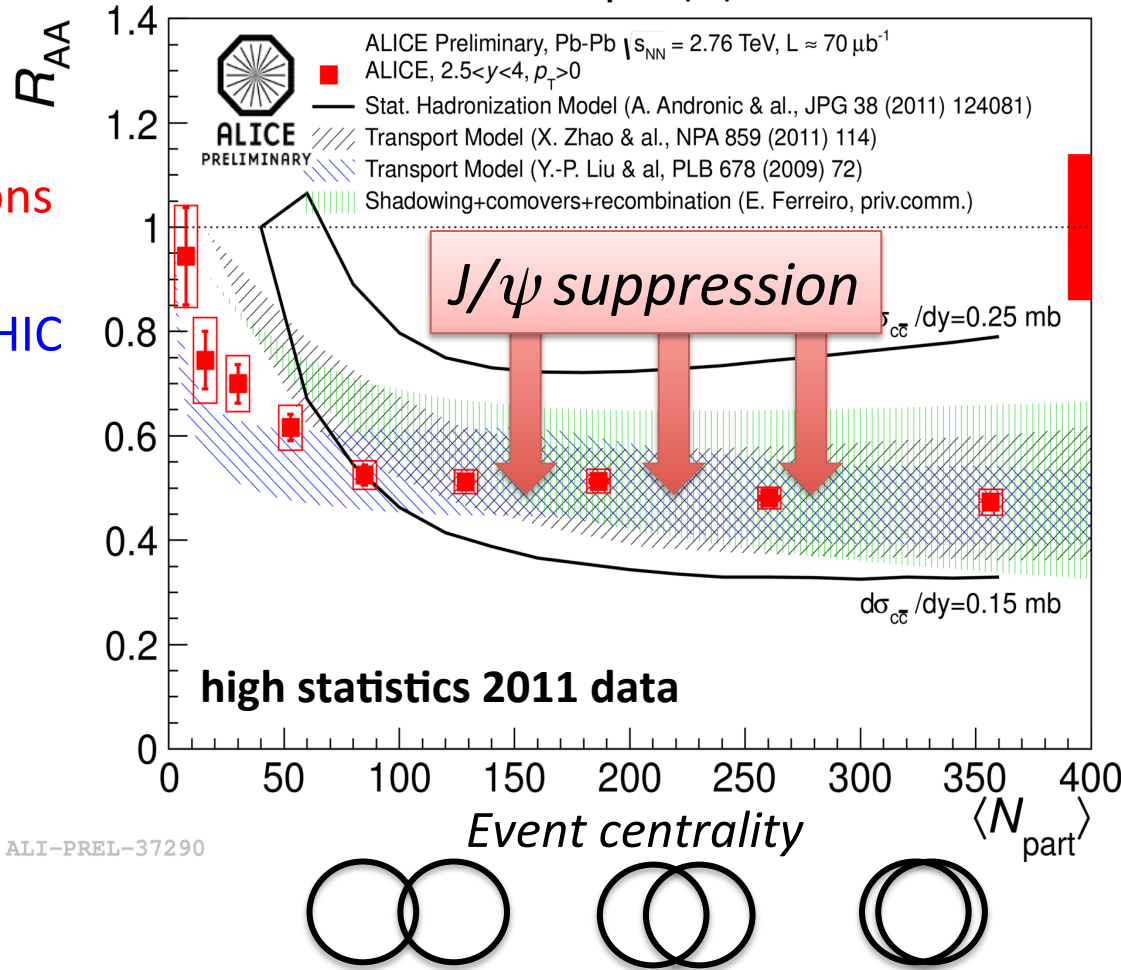 R_AA
1.4
1.2
1
0.8
0.6
0.4
0.2
0
ALICE
PRELIMINARY
ALICE Preliminary, Pb-Pb √s_NN = 2.76 TeV, L ≈ 70 μb⁻¹
ALICE, 2.5<y<4, p_T>0
Stat. Hadronization Model (A. Andronic & al., JPG 38 (2011) 124081)
Transport Model (X. Zhao & al., NPA 859 (2011) 114)
Transport Model (Y.-P. Liu & al, PLB 678 (2009) 72)
Shadowing+comovers+recombination (E. Ferreiro, priv.comm.)
ons
HIC
J/ψ suppression
σ_cc̅ /dy=0.25 mb
dσ_cc̅ /dy=0.15 mb
high statistics 2011 data
0 50 100 150 200 250 300 350 400
Event centrality
⟨N_part⟩
ALI-PREL-37290